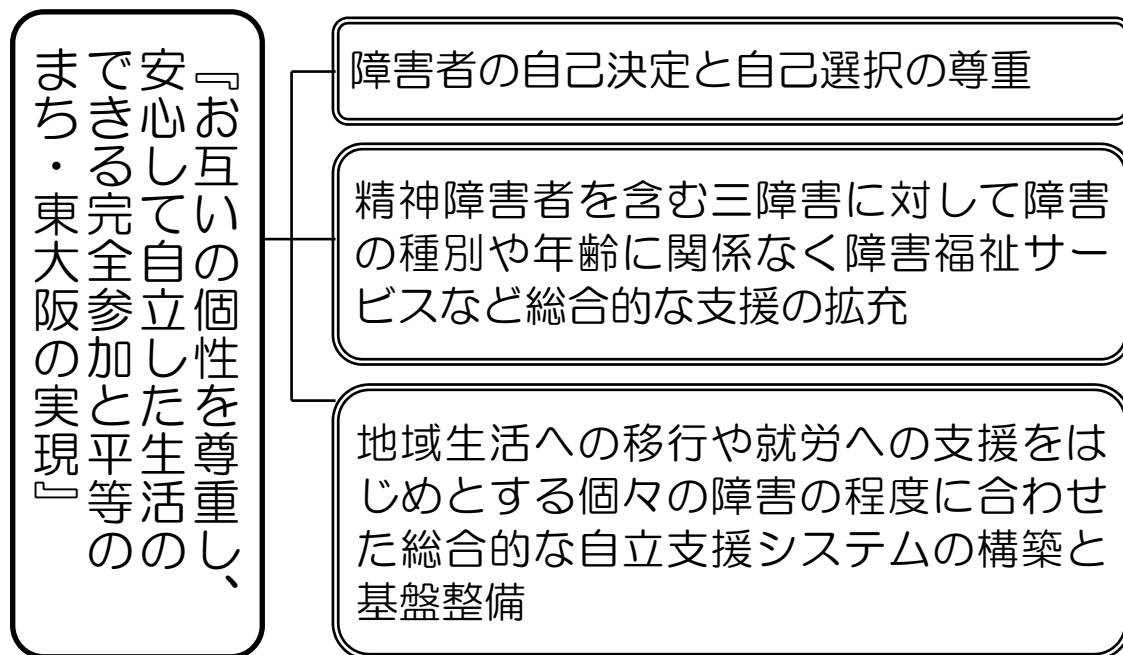 『お互いの個性を尊重し、
安心して自立した生活の
できる完全参加と平等の
まち・東大阪の実現』
障害者の自己決定と自己選択の尊重
精神障害者を含む三障害に対して障害
の種別や年齢に関係なく障害福祉サー
ビスなど総合的な支援の拡充
地域生活への移行や就労への支援をは
じめとする個々の障害の程度に合わせ
た総合的な自立支援システムの構築と
基盤整備